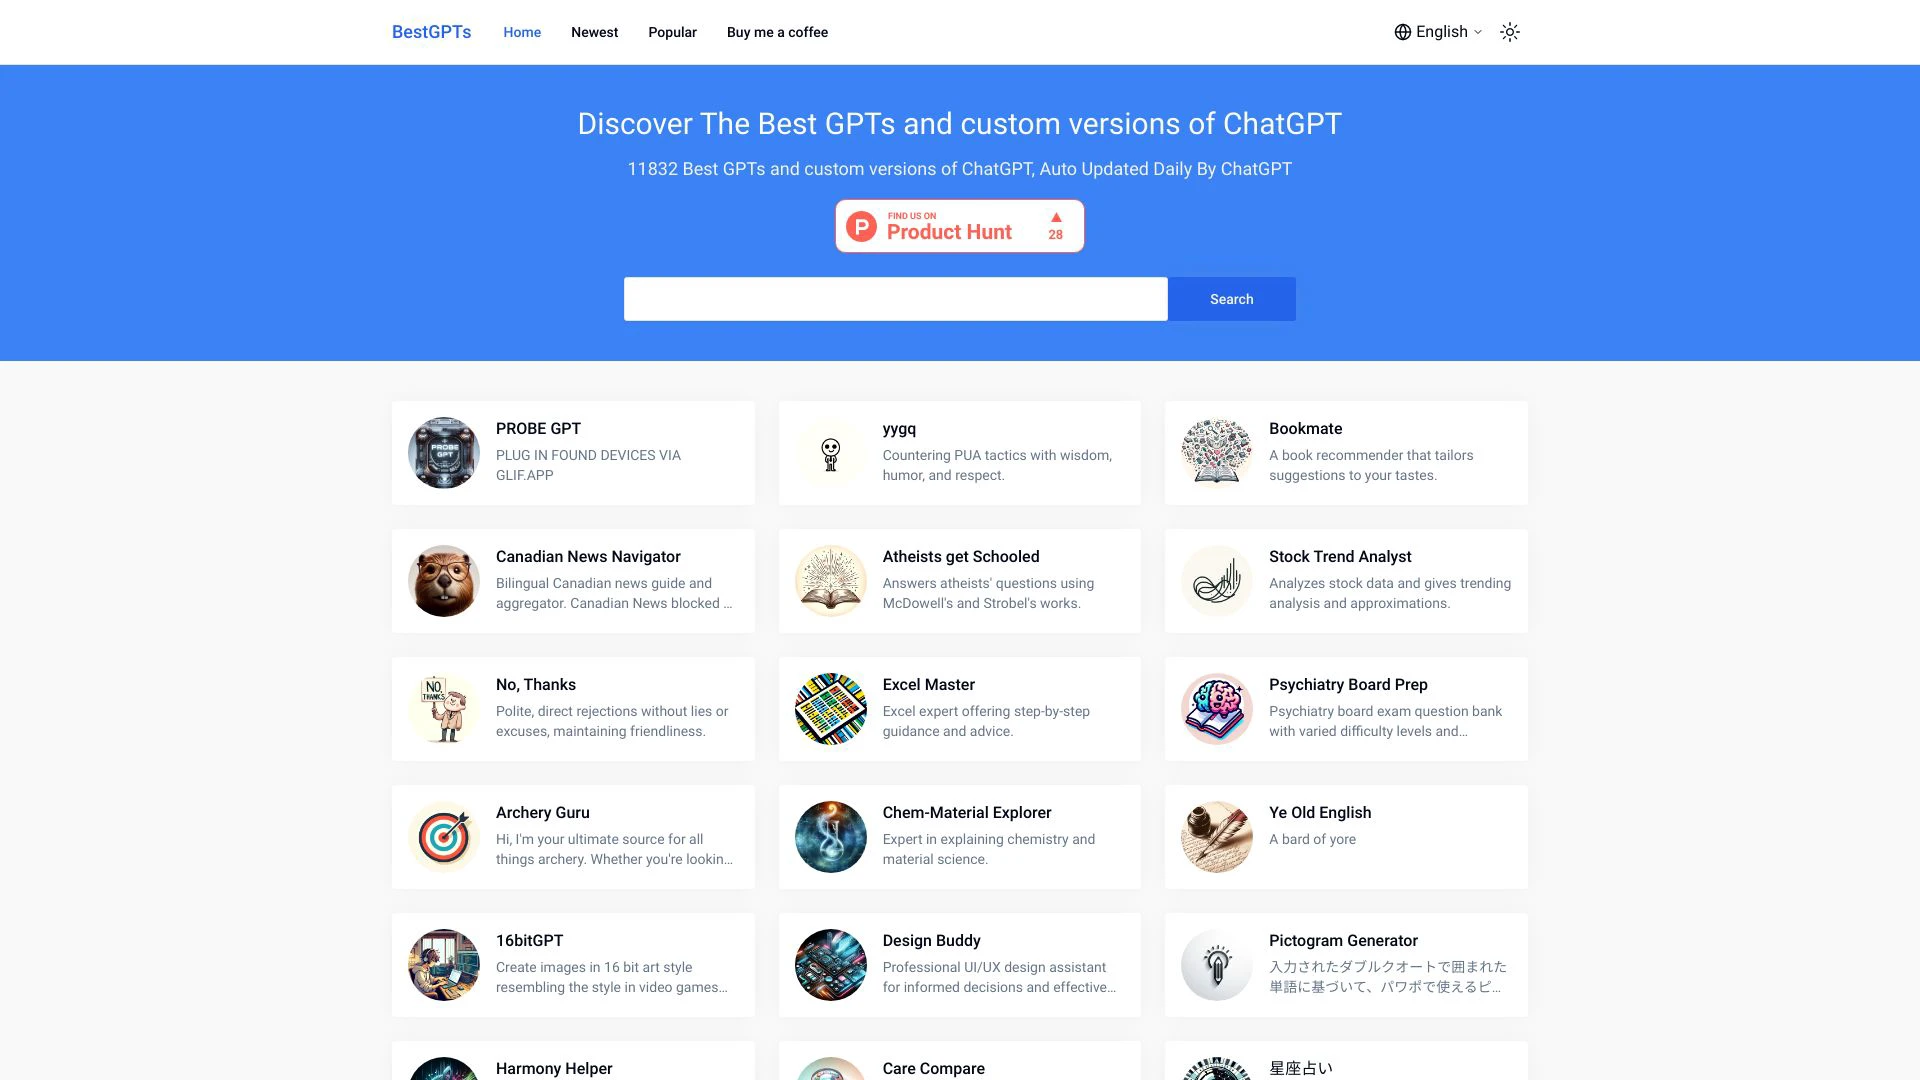 BestGPTs
Home
Newest
Popular
Buy me a coffee
English
Discover The Best GPTs and custom versions of ChatGPT
11832 Best GPTs and custom versions of ChatGPT, Auto Updated Daily By ChatGPT
P
FIND US ON
Product Hunt
28
Search
PROBE GPT
PROBE GPT
PLUG IN FOUND DEVICES VIA
GLIF.APP
yygq
Countering PUA tactics with wisdom,
humor, and respect.
Bookmate
A book recommender that tailors
suggestions to your tastes.
Canadian News Navigator
Bilingual Canadian news guide and
aggregator. Canadian News blocked ...
Atheists get Schooled
Answers atheists' questions using
McDowell's and Strobel's works.
Stock Trend Analyst
Analyzes stock data and gives trending
analysis and approximations.
NO,
THANKS
No, Thanks
Polite, direct rejections without lies or
excuses, maintaining friendliness.
Excel Master
Excel expert offering step-by-step
guidance and advice.
Psychiatry Board Prep
Psychiatry board exam question bank
with varied difficulty levels and...
Archery Guru
Hi, I'm your ultimate source for all
things archery. Whether you're lookin...
Chem-Material Explorer
Expert in explaining chemistry and
material science.
Ye Old English
A bard of yore
16bitGPT
Create images in 16 bit art style
resembling the style in video games...
Design Buddy
Professional UI/UX design assistant
for informed decisions and effective...
Pictogram Generator
入力されたダブルクオートで囲まれた
単語に基づいて、パワポで使えるピ...
Harmony Helper
Care Compare
星座占い